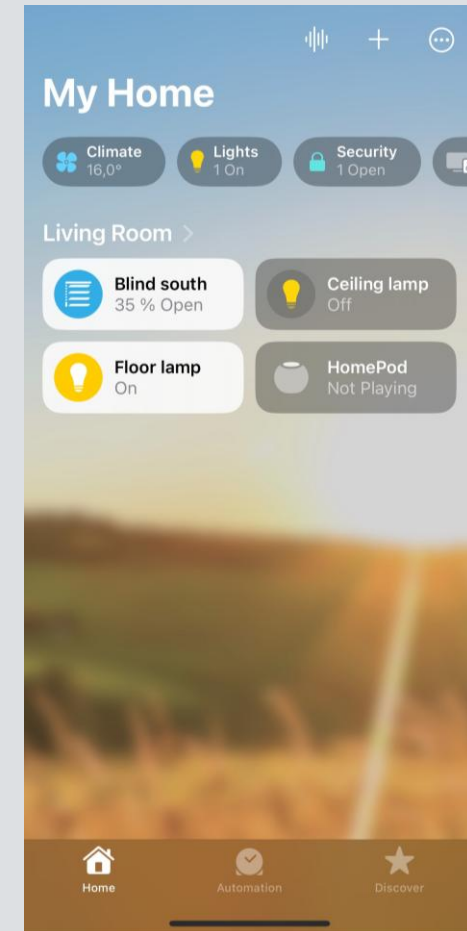 My Home
Climate
16,0°
Lights
1 On
Security
1 Open
Living Room
Blind south
35 % Open
Ceiling lamp
Off
Floor lamp
On
HomePod
Not Playing
Home
Automation
Discover